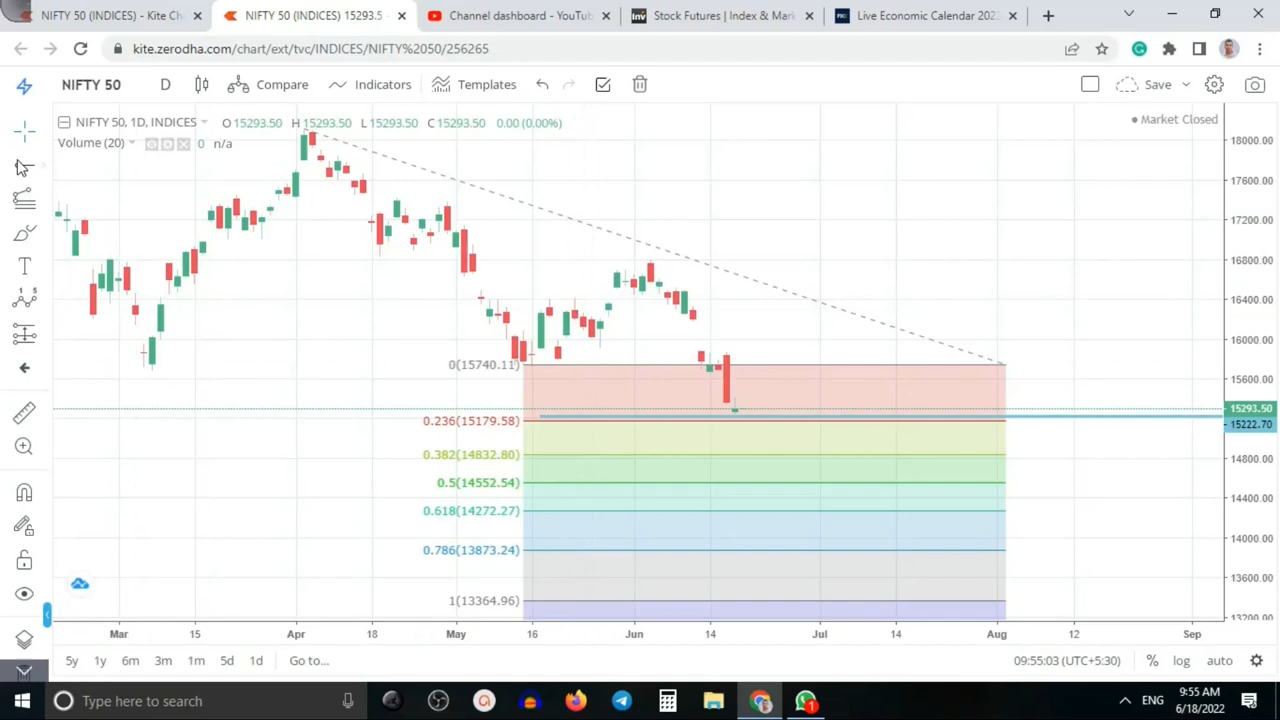 NIFTY 50 (INDICES) - Kite Ch
NIFTY 50 (INDICES) 15293.5
Channel dashboard - YouTub
Stock Futures | Index & Mark
Live Economic Calendar 2022
kite.zerodha.com/chart/ext/tvc/INDICES/NIFTY%2050/256265
NIFTY 50 D Compare Indicators Templates Save
NIFTY 50, 1D, INDICES O 15293.50 H 15293.50 L 15293.50 C 15293.50 0.00 (0.00%)
Market Closed
Volume (20) 0 n/a
18000.00
17600.00
17200.00
16800.00
16400.00
16000.00
15600.00
15293.50
15222.70
14800.00
14400.00
14000.00
13600.00
13200.00
0(15740.11)
0.236(15179.58)
0.382(14832.80)
0.5(14552.54)
0.618(14272.27)
0.786(13873.24)
1(13364.96)
Mar 15 Apr 18 May 16 Jun 14 Jul 14 Aug 12 Sep
5y 1y 6m 3m 1m 5d 1d Go to... 09:55:03 (UTC+5:30) % log auto
Type here to search
1
ENG
9:55 AM
6/18/2022